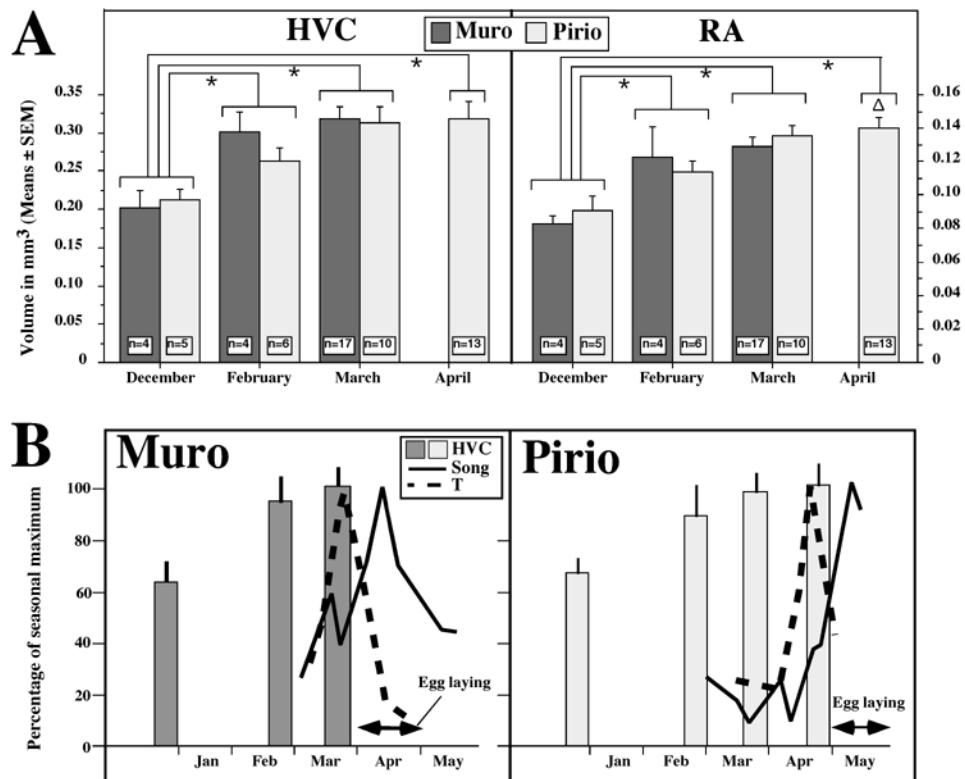 A
HVC
Muro Pirio
RA
Volume in mm3 (Means ± SEM)
* * *
* * *
Δ
0.35
0.30
0.25
0.20
0.15
0.10
0.05
0
0.16
0.14
0.12
0.10
0.08
0.06
0.04
0.02
0
n=4 n=5 n=4 n=6 n=17 n=10 n=13
n=4 n=5 n=4 n=6 n=17 n=10 n=13
December February March April
December February March April
B
Muro
HVC
Song
T
Pirio
Percentage of seasonal maximum
100
80
60
40
20
0
Egg laying
Egg laying
Jan Feb Mar Apr May
Jan Feb Mar Apr May